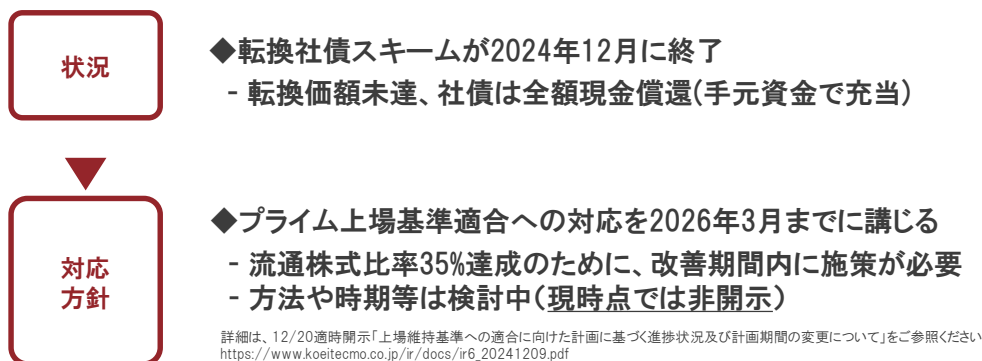 状況
◆転換社債スキームが2024年12月に終了
- 転換価額未達、社債は全額現金償還(手元資金で充当)
対応
方針
◆プライム上場基準適合への対応を2026年3月までに講じる
- 流通株式比率35%達成のために、改善期間内に施策が必要
- 方法や時期等は検討中(現時点では非開示)
詳細は、12/20適時開示「上場維持基準への適合に向けた計画に基づく進捗状況及び計画期間の変更について」をご参照ください
https://www.koeitecmo.co.jp/ir/docs/ir6_20241209.pdf